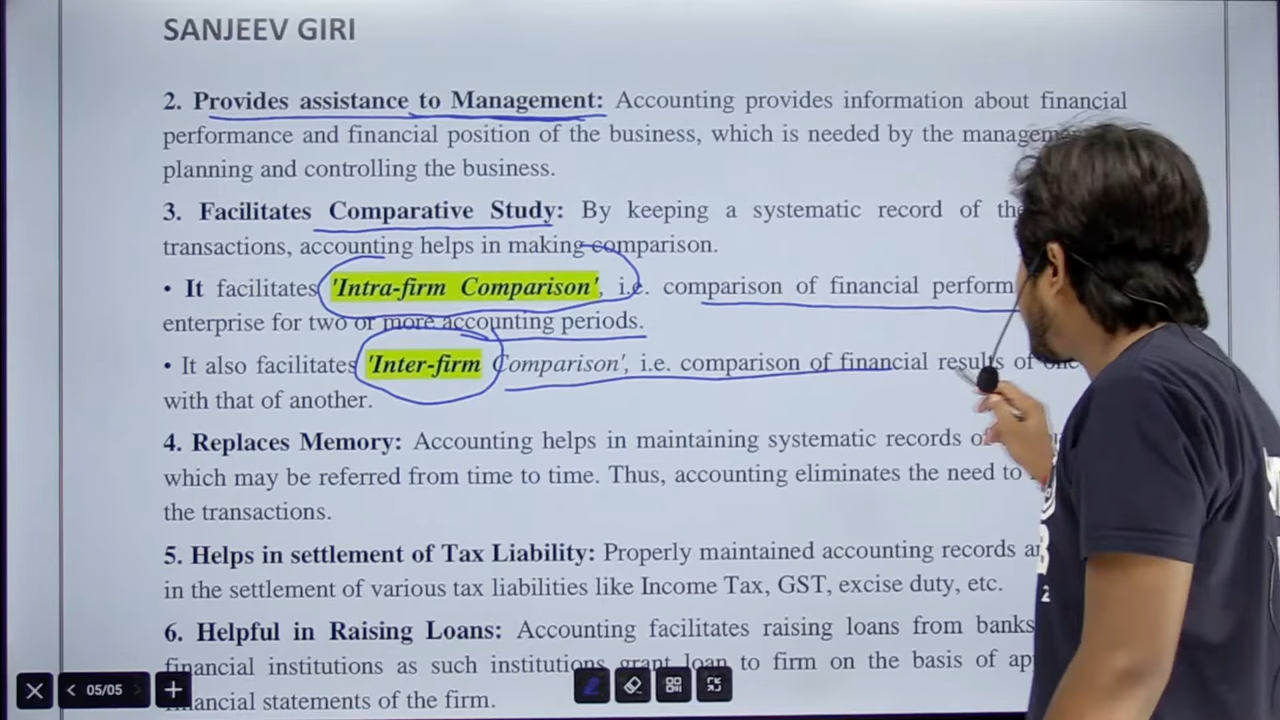 SANJEEV GIRI
2. Provides assistance to Management: Accounting provides information about financial
performance and financial position of the business, which is needed by the
planning and controlling the business.
3. Facilitates Comparative Study: By keeping a systematic record of
transactions, accounting helps in making comparison.
• It facilitates 'Intra-firm Comparison', i.e. comparison of financial
enterprise for two or more accounting periods.
• It also facilitates 'Inter-firm Comparison', i.e. comparison of financial results of one
with that of another.
4. Replaces Memory: Accounting helps in maintaining systematic records
which may be referred from time to time. Thus, accounting eliminates the need to
the transactions.
5. Helps in settlement of Tax Liability: Properly maintained accounting records
in the settlement of various tax liabilities like Income Tax, GST, excise duty, etc.
6. Helpful in Raising Loans: Accounting facilitates raising loans from banks
financial institutions as such institutions grant loan to firm on the basis of
financial statements of the firm.
05/05